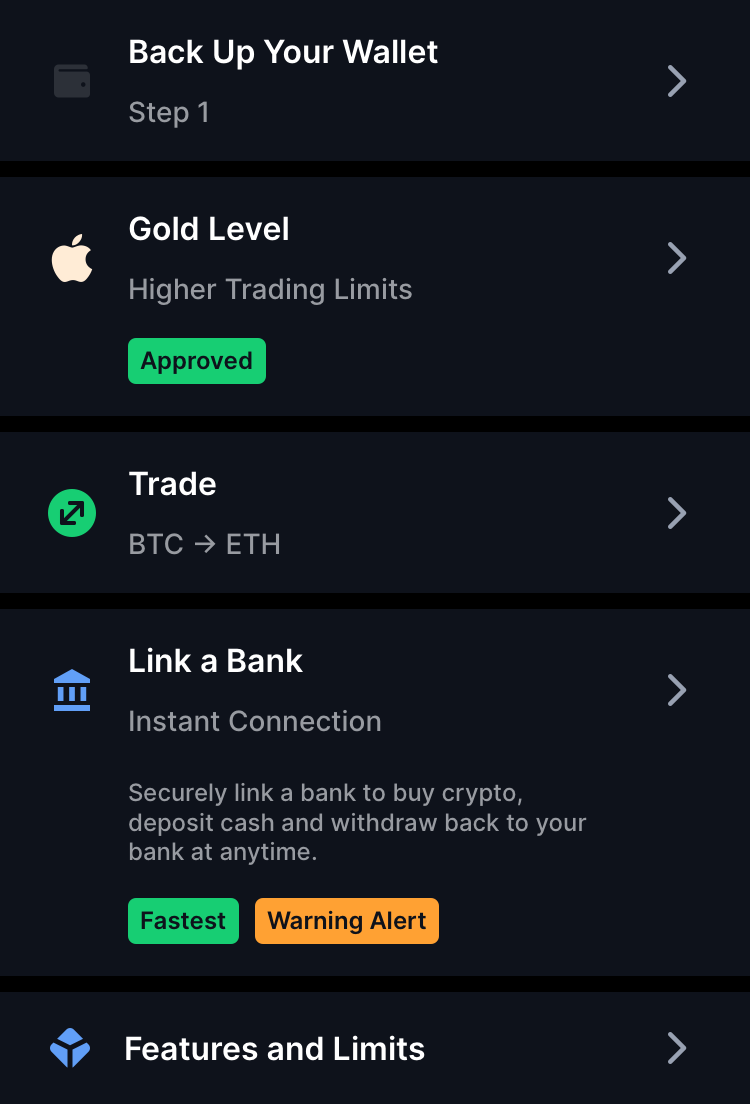 Back Up Your Wallet
Step 1
Gold Level
Higher Trading Limits
Approved
Trade
BTC → ETH
Link a Bank
Instant Connection
Securely link a bank to buy crypto,
deposit cash and withdraw back to your
bank at anytime.
Fastest Warning Alert
Features and Limits